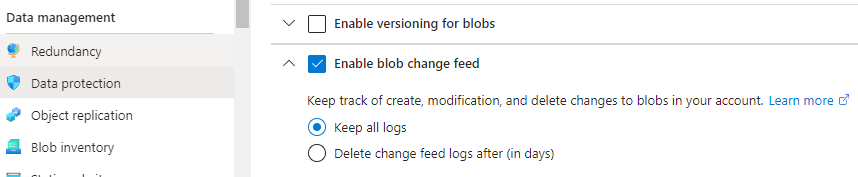 Data management
Redundancy
Data protection
Object replication
Blob inventory
Enable versioning for blobs
Enable blob change feed
Keep track of create, modification, and delete changes to blobs in your account. Learn more
Keep all logs
Delete change feed logs after (in days)